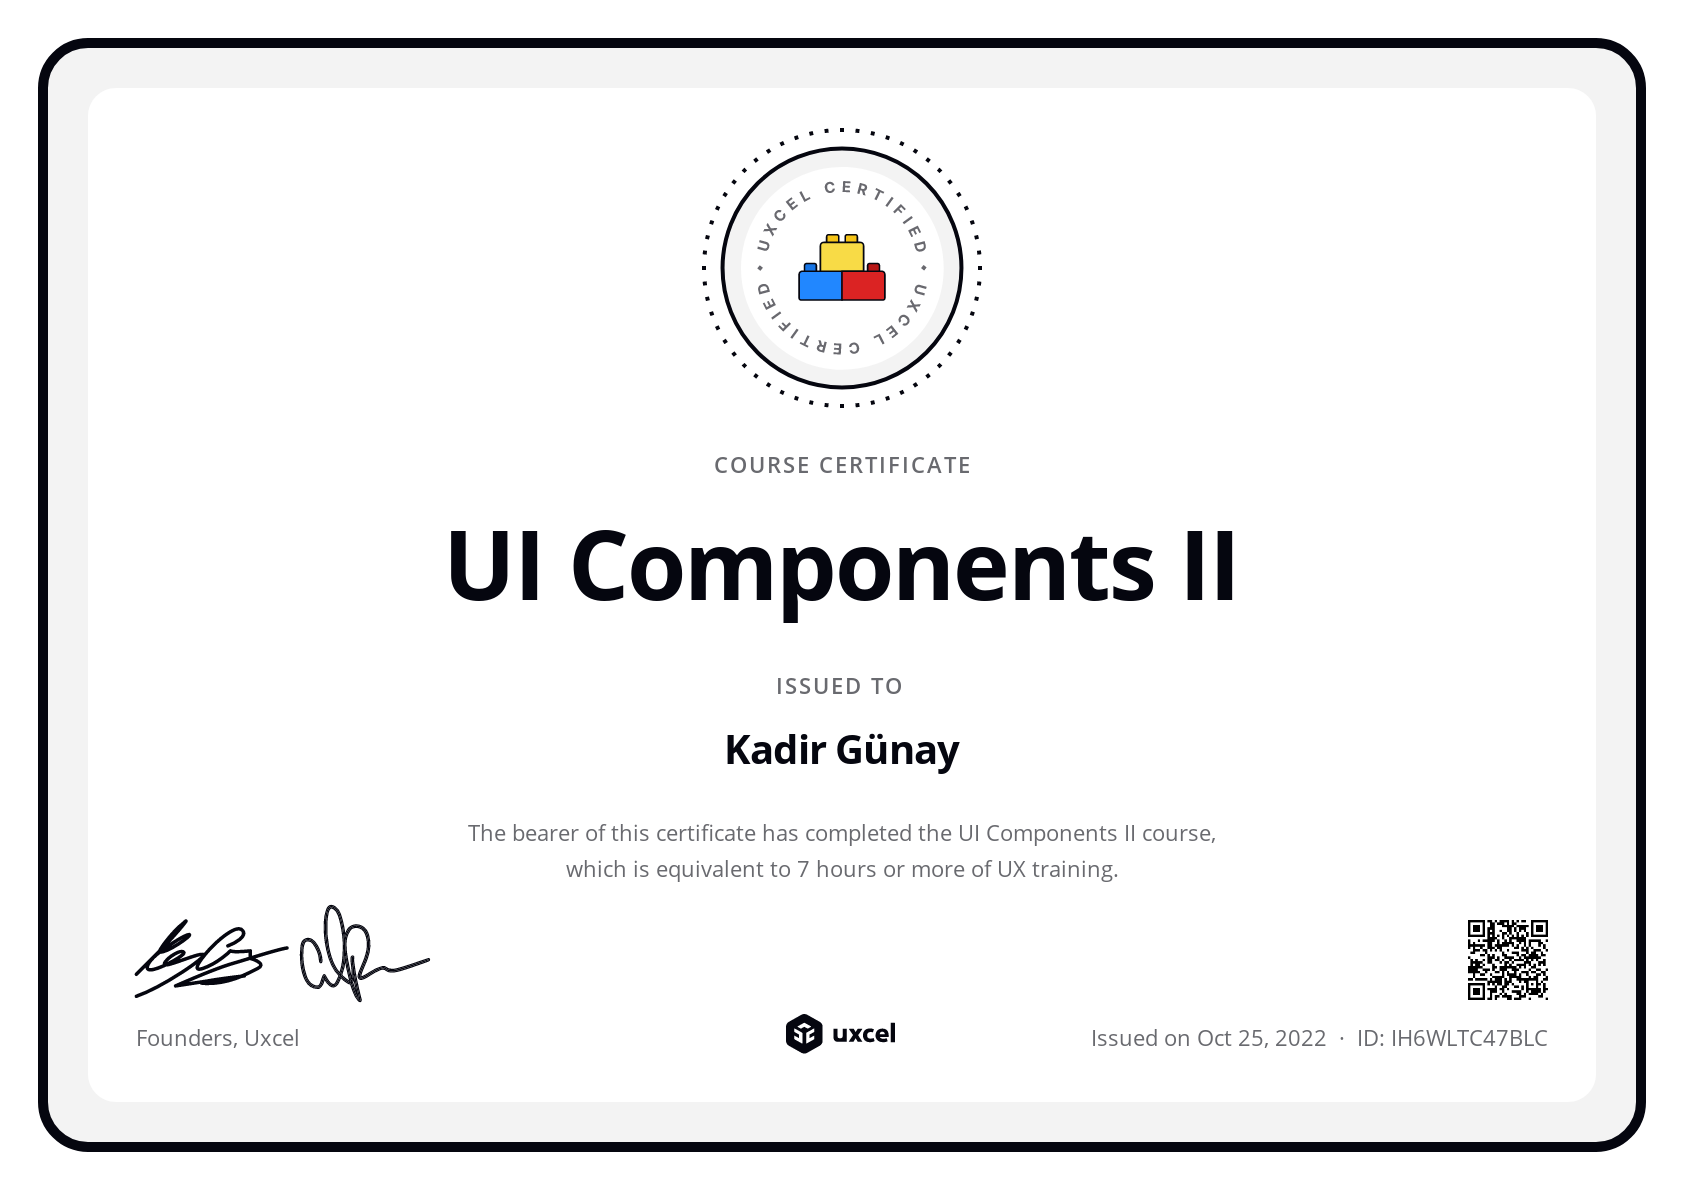 UXCEL CERTIFIED • UXCEL CERTIFIED •
COURSE CERTIFICATE
UI Components II
ISSUED TO
Kadir Günay
The bearer of this certificate has completed the UI Components II course,
which is equivalent to 7 hours or more of UX training.
Founders, Uxcel
uxcel
Issued on Oct 25, 2022 · ID: IH6WLTC47BLC